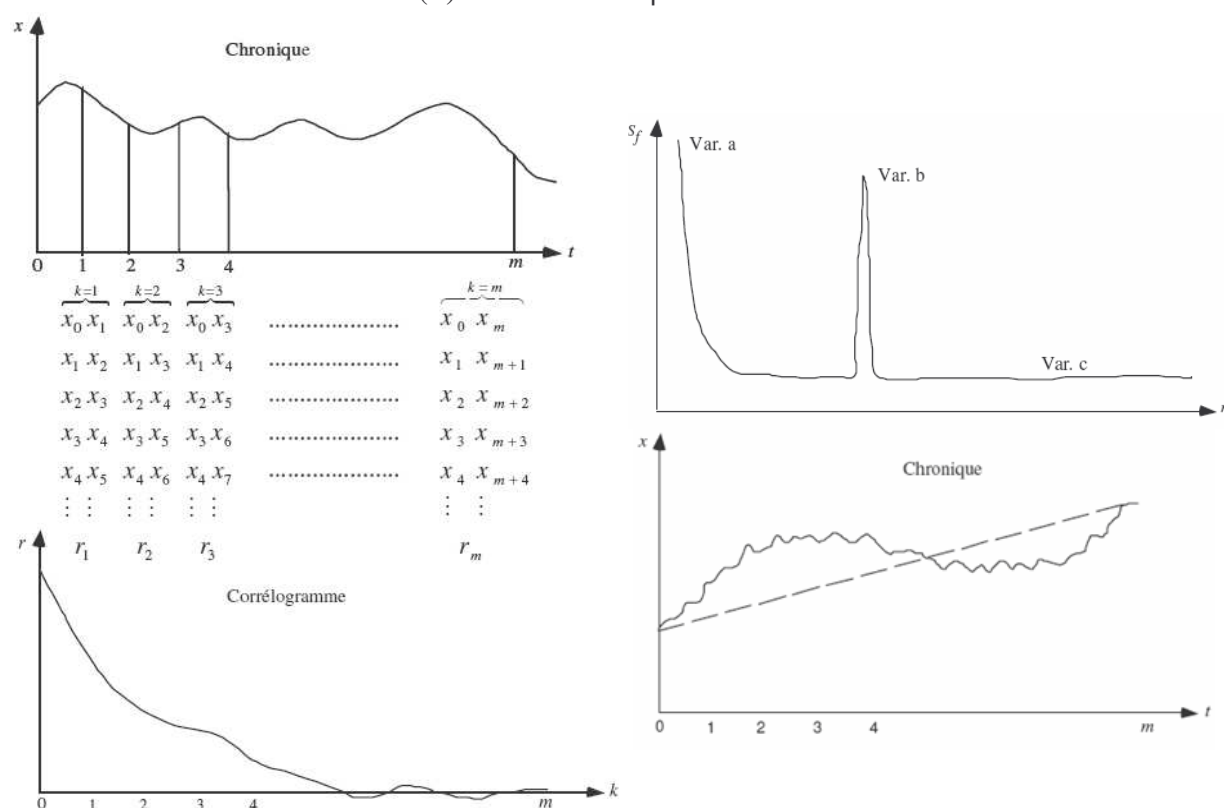 x
Chronique
0 1 2 3 4 m t
k=1 k=2 k=3 k = m
x₀ x₁ x₀ x₂ x₀ x₃ ........................ x₀ xₘ
x₁ x₂ x₁ x₃ x₁ x₄ x₁ xₘ₊₁
x₂ x₃ x₂ x₄ x₂ x₅ ........................ x₂ xₘ₊₂
x₃ x₄ x₃ x₅ x₃ x₆ x₃ xₘ₊₃
x₄ x₅ x₄ x₆ x₄ x₇ ........................ x₄ xₘ₊₄
⋮ ⋮ ⋮ ⋮ ⋮ ⋮ ⋮ ⋮
r₁ r₂ r₃ rₘ
r
Corrélogramme
0 1 2 3 4 m k
S_f
Var. a
Var. b
Var. c
x
Chronique
0 1 2 3 4 m t